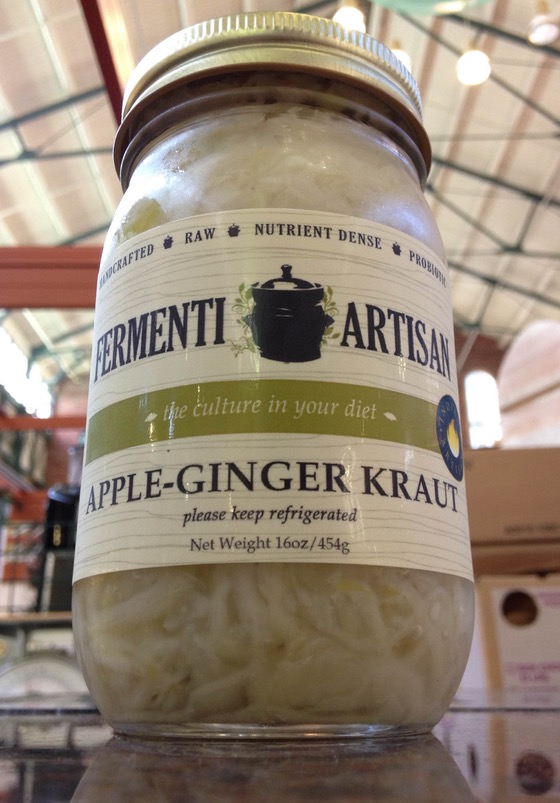 HANDCRAFTED RAW NUTRIENT DENSE PROBIOTIC
FERMENTI ARTISAN
the culture in your diet
APPLE-GINGER KRAUT
please keep refrigerated
Net Weight 16oz/454g